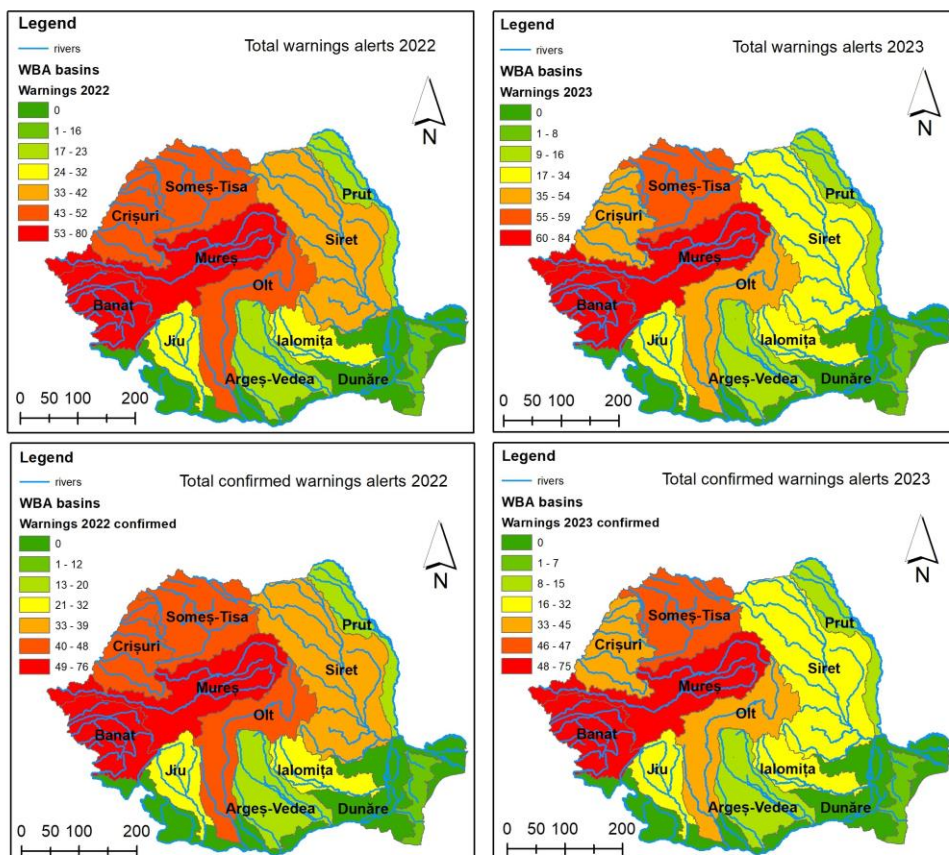 Legend
Total warnings alerts 2022
rivers
WBA basins
Warnings 2022
0
1 - 16
17 - 23
24 - 32
33 - 42
43 - 52
53 - 80
N
Someș-Tisa
Prut
Crișuri
Siret
Mureș
Olt
Banat
Jiu
Ialomița
Argeș-Vedea
Dunăre
0 50 100 200
Legend
Total warnings alerts 2023
rivers
WBA basins
Warnings 2023
0
1 - 8
9 - 16
17 - 34
35 - 54
55 - 59
60 - 84
N
Someș-Tisa
Prut
Crișuri
Siret
Mureș
Olt
Banat
Jiu
Ialomița
Argeș-Vedea
Dunăre
0 50 100 200
Legend
Total confirmed warnings alerts 2022
rivers
WBA basins
Warnings 2022 confirmed
0
1 - 12
13 - 20
21 - 32
33 - 39
40 - 48
49 - 76
N
Someș-Tisa
Prut
Crișuri
Siret
Mureș
Olt
Banat
Jiu
Ialomița
Argeș-Vedea
Dunăre
0 50 100 200
Legend
Total confirmed warnings alerts 2023
rivers
WBA basins
Warnings 2023 confirmed
0
1 - 7
8 - 15
16 - 32
33 - 45
46 - 47
48 - 75
N
Someș-Tisa
Prut
Crișuri
Siret
Mureș
Olt
Banat
Jiu
Ialomița
Argeș-Vedea
Dunăre
0 50 100 200